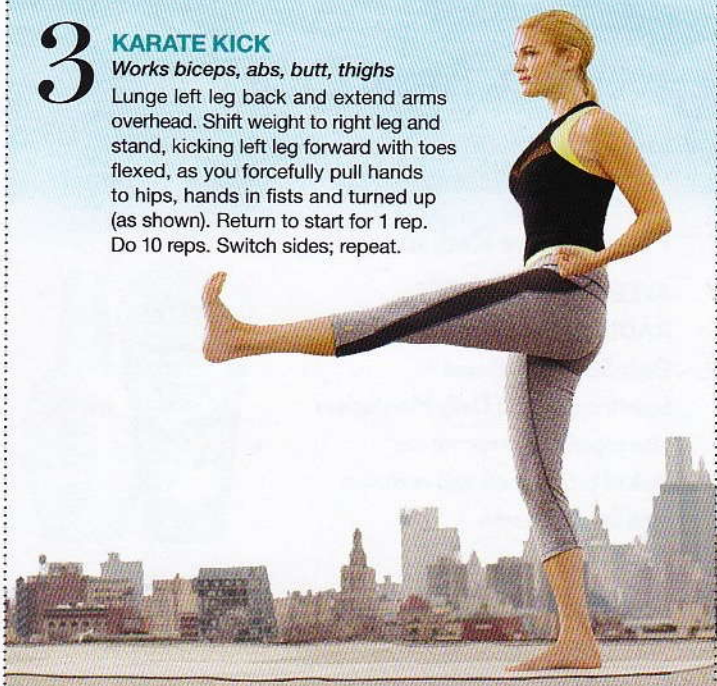 3
KARATE KICK
Works biceps, abs, butt, thighs
Lunge left leg back and extend arms
overhead. Shift weight to right leg and
stand, kicking left leg forward with toes
flexed, as you forcefully pull hands
to hips, hands in fists and turned up
(as shown). Return to start for 1 rep.
Do 10 reps. Switch sides; repeat.